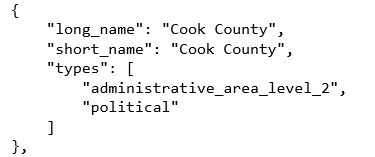 {
    "long_name": "Cook County",
    "short_name": "Cook County",
    "types": [
        "administrative_area_level_2",
        "political"
    ]
},